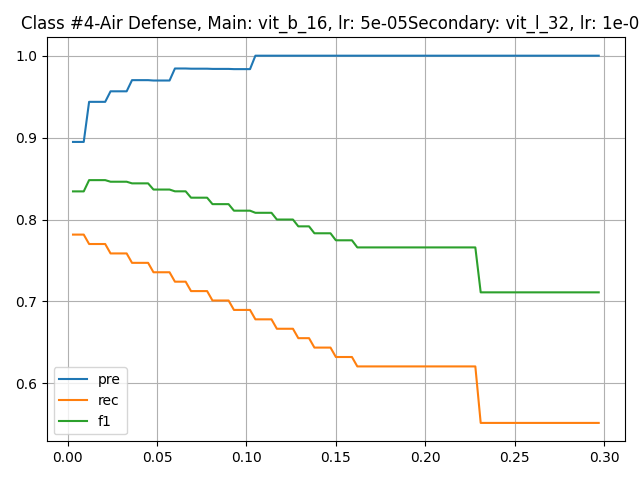 Class #4-Air Defense, Main: vit_b_16, lr: 5e-05Secondary: vit_l_32, lr: 1e-0
1.0
0.9
0.8
0.7
0.6
pre
rec
f1
0.00 0.05 0.10 0.15 0.20 0.25 0.30